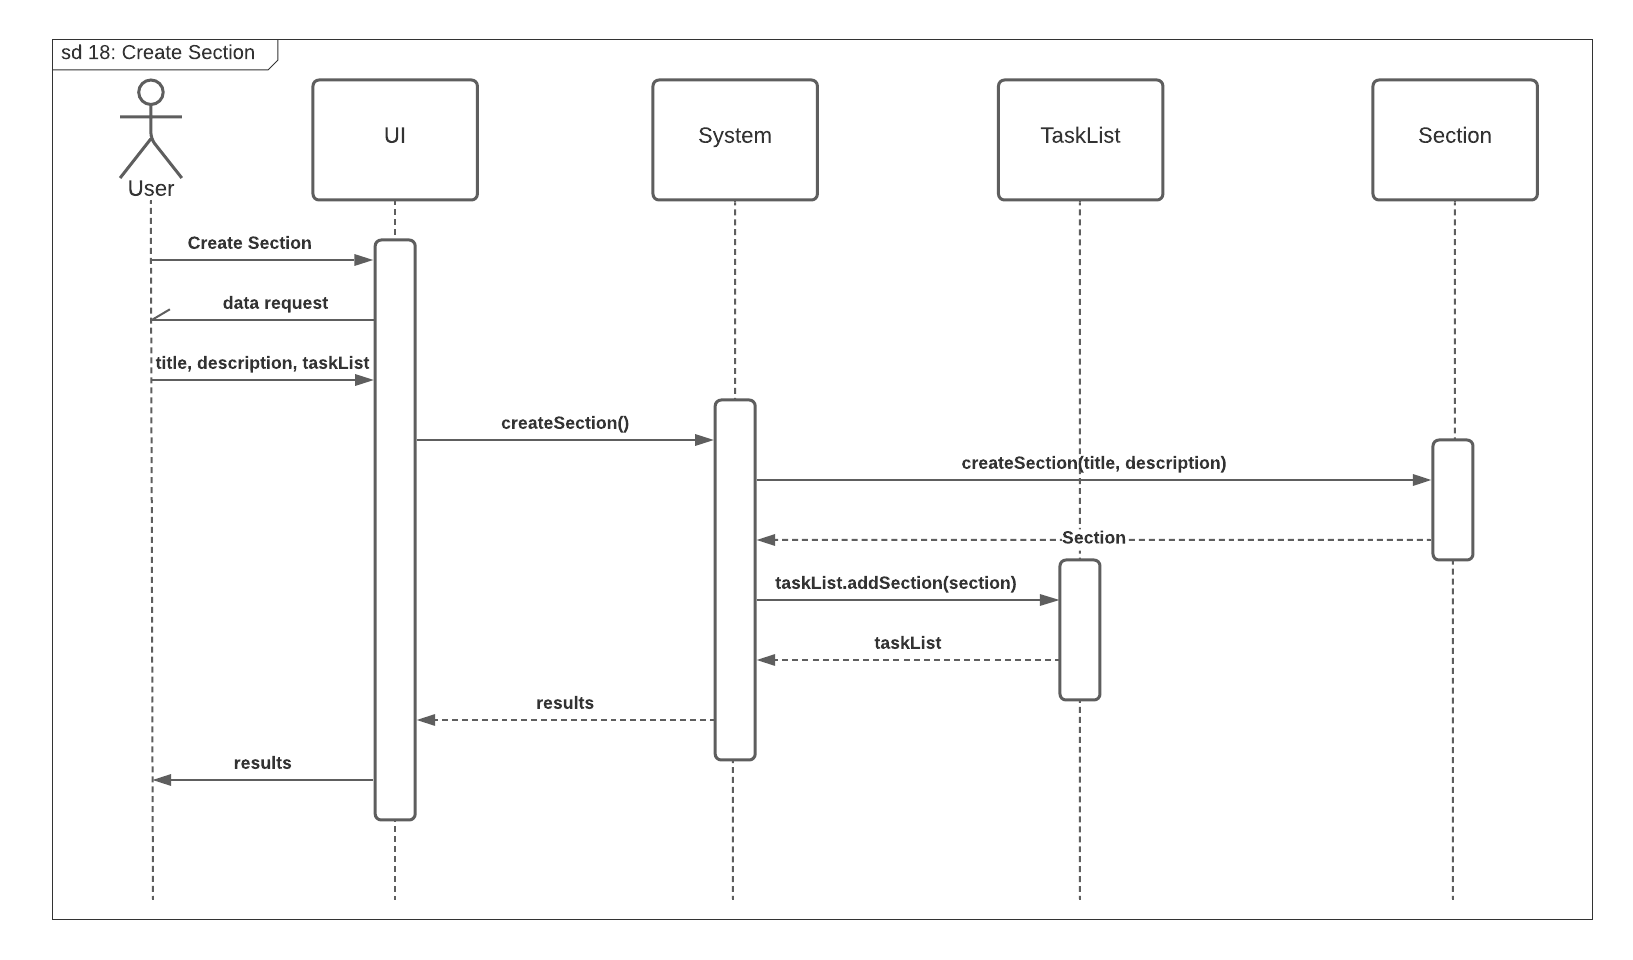 sd 18: Create Section
User
UI
System
TaskList
Section
Create Section
data request
title, description, taskList
createSection()
createSection(title, description)
Section
taskList.addSection(section)
taskList
results
results